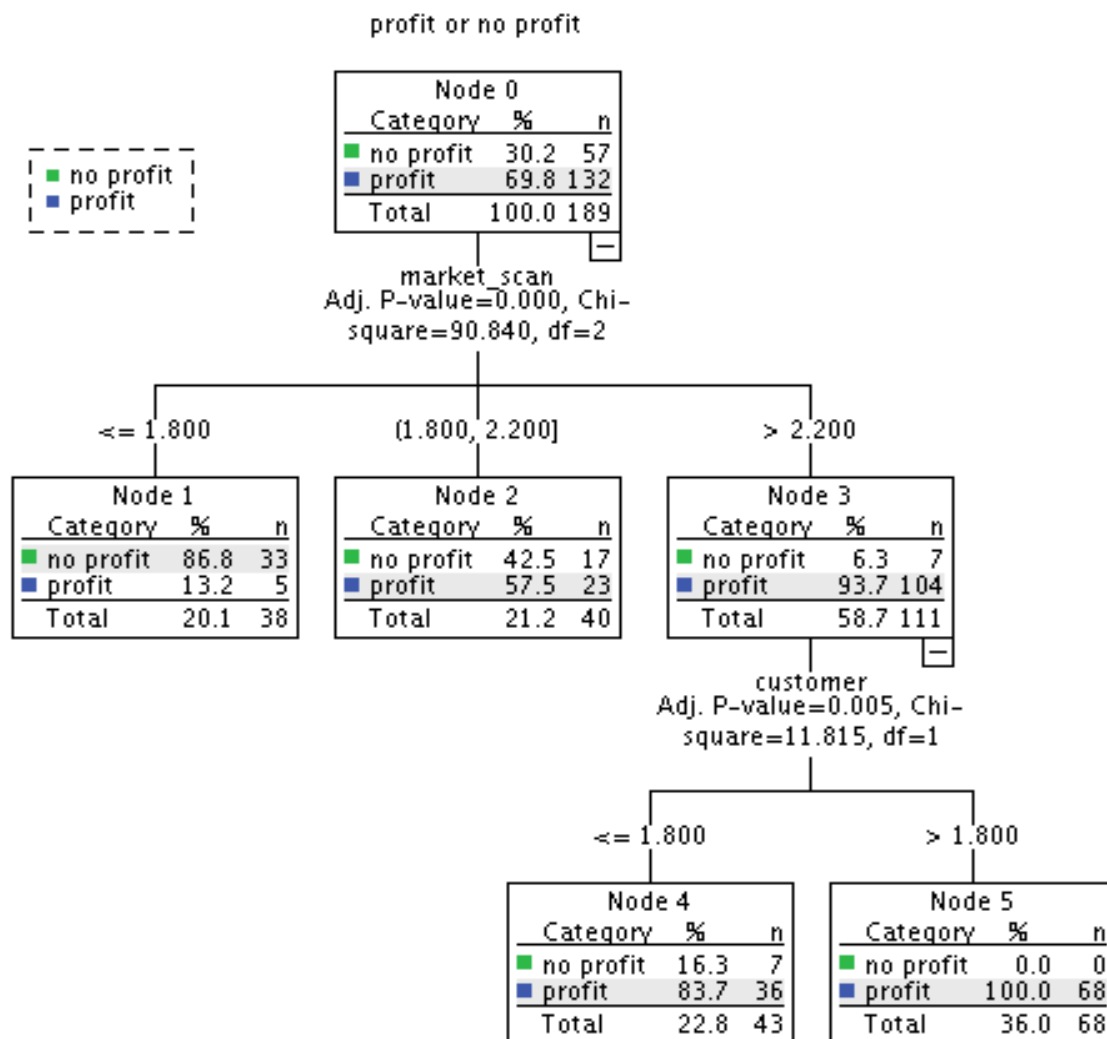 profit or no profit
no profit
profit
Node 0
Category % n
no profit 30.2 57
profit 69.8 132
Total 100.0 189
market_scan
Adj. P-value=0.000, Chi-
square=90.840, df=2
<= 1.800
(1.800, 2.200]
> 2.200
Node 1
Category % n
no profit 86.8 33
profit 13.2 5
Total 20.1 38
Node 2
Category % n
no profit 42.5 17
profit 57.5 23
Total 21.2 40
Node 3
Category % n
no profit 6.3 7
profit 93.7 104
Total 58.7 111
customer
Adj. P-value=0.005, Chi-
square=11.815, df=1
<= 1.800
> 1.800
Node 4
Category % n
no profit 16.3 7
profit 83.7 36
Total 22.8 43
Node 5
Category % n
no profit 0.0 0
profit 100.0 68
Total 36.0 68